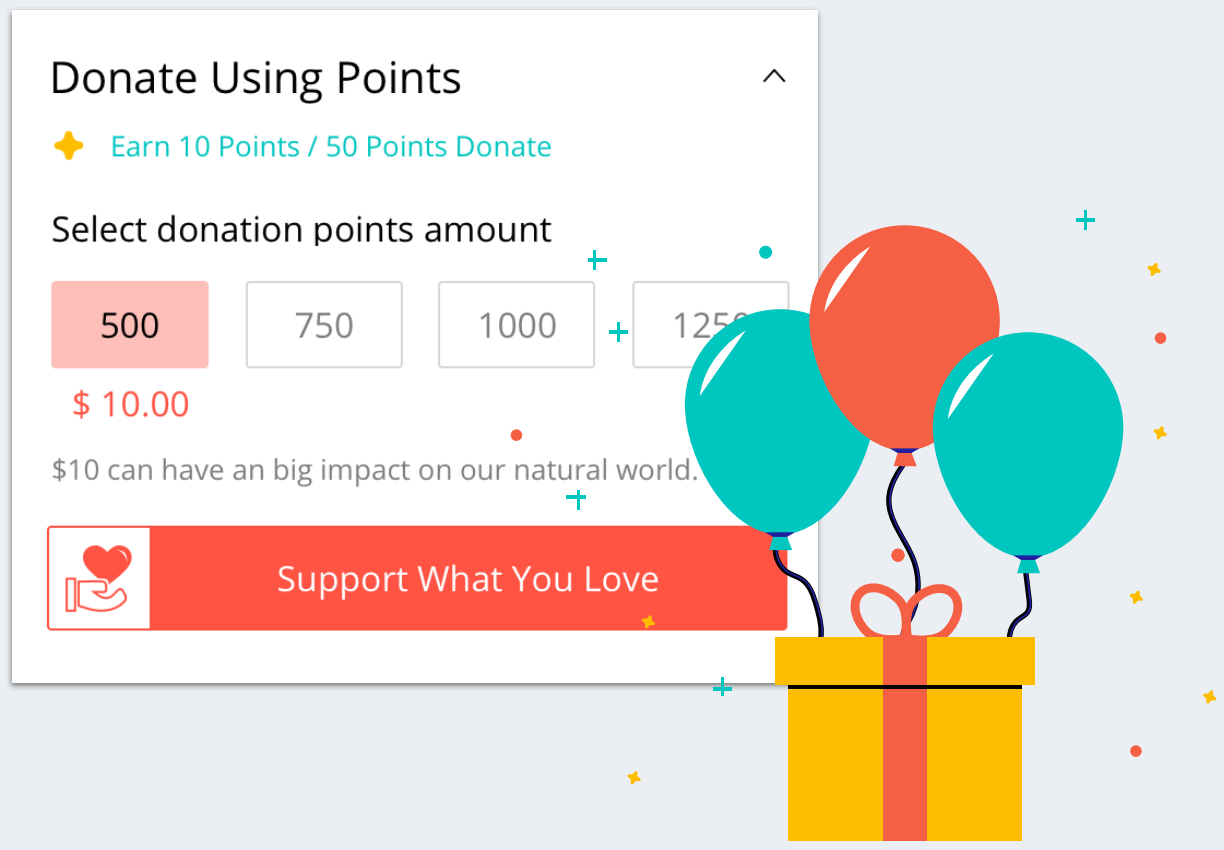 Donate Using Points
Earn 10 Points / 50 Points Donate
Select donation points amount
500 750 1000 1250
$ 10.00
$10 can have an big impact on our natural world.
Support What You Love